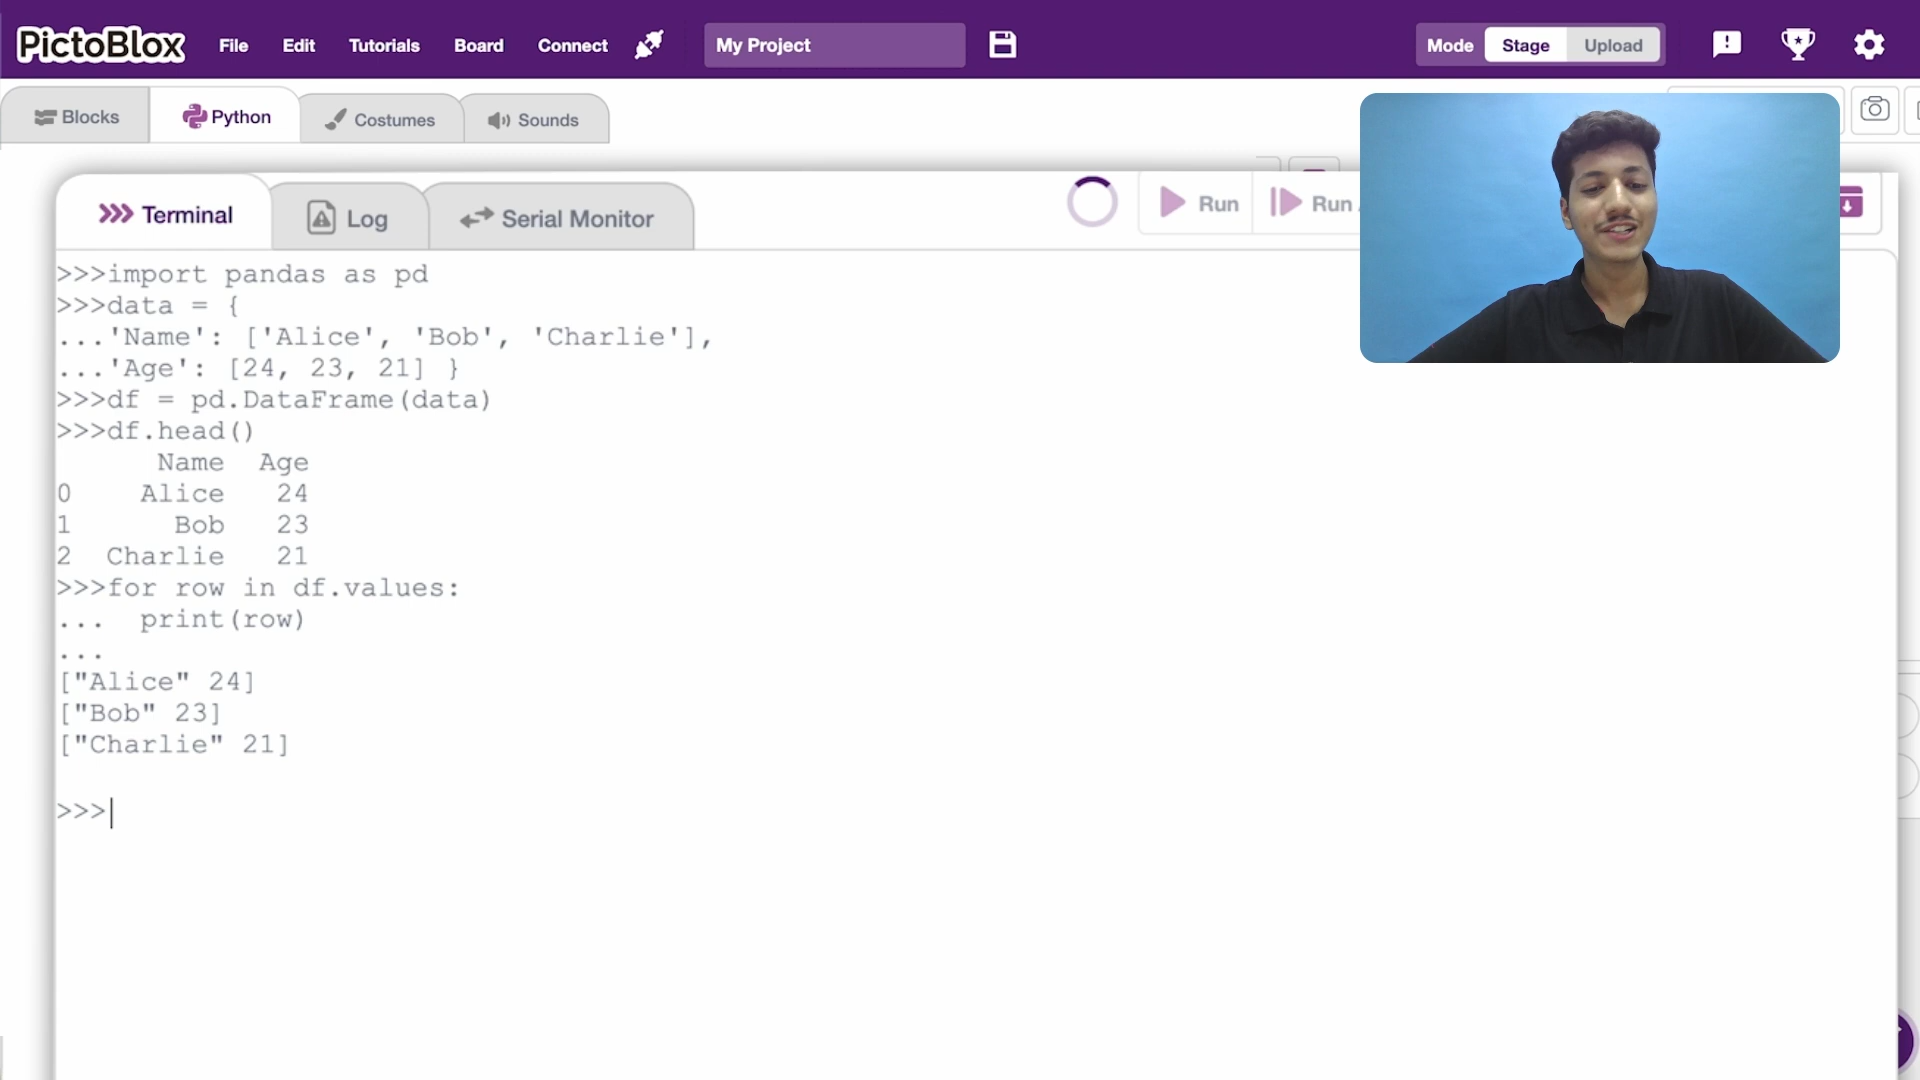 PictoBlox File Edit Tutorials Board Connect My Project Mode Stage Upload
Blocks Python Costumes Sounds
Terminal Log Serial Monitor Run Run
>>>import pandas as pd
>>>data = {
...'Name': ['Alice', 'Bob', 'Charlie'],
...'Age': [24, 23, 21] }
>>>df = pd.DataFrame(data)
>>>df.head()
Name Age
0 Alice 24
1 Bob 23
2 Charlie 21
>>>for row in df.values:
... print(row)
...
["Alice" 24]
["Bob" 23]
["Charlie" 21]
>>>